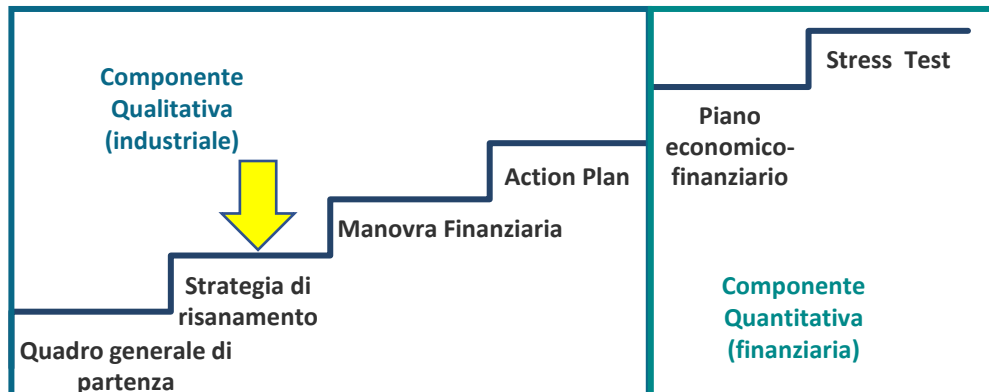 Componente
Qualitativa
(industriale)
Quadro generale di
partenza
Strategia di
risanamento
Manovra Finanziaria
Action Plan
Piano
economico-
finanziario
Stress Test
Componente
Quantitativa
(finanziaria)